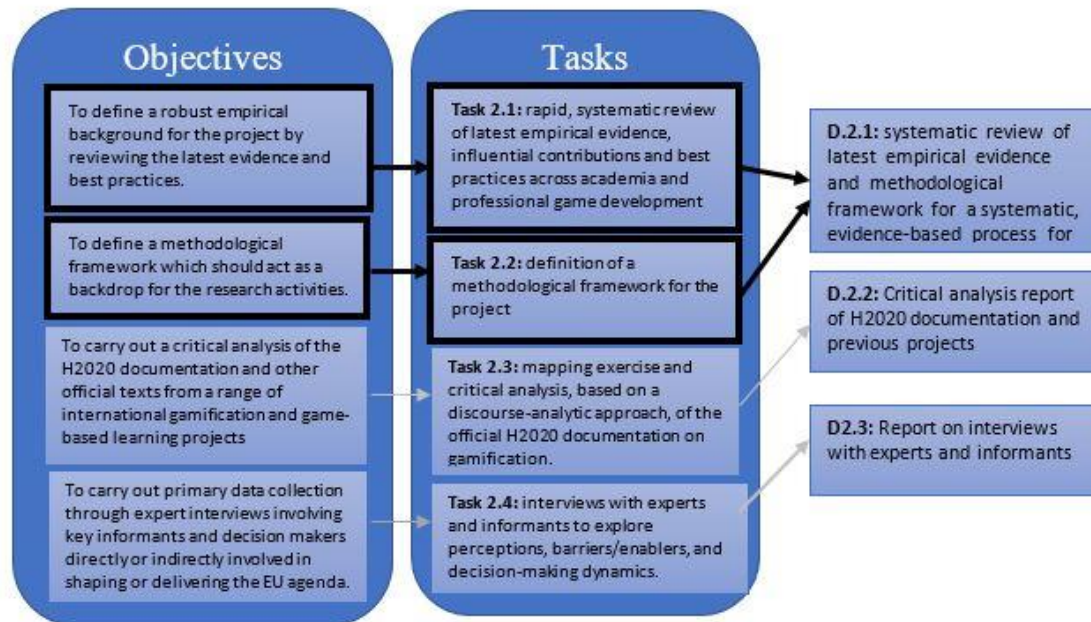 Objectives
To define a robust empirical
background for the project by
reviewing the latest evidence and
best practices.
To define a methodological
framework which should act as a
backdrop for the research activities.
To carry out a critical analysis of the
H2020 documentation and other
official texts from a range of
international gamification and game-
based learning projects
To carry out primary data collection
through expert interviews involving
key informants and decision makers
directly or indirectly involved in
shaping or delivering the EU agenda.
Tasks
Task 2.1: rapid, systematic review
of latest empirical evidence,
influential contributions and best
practices across academia and
professional game development
Task 2.2: definition of a
methodological framework for the
project
Task 2.3: mapping exercise and
critical analysis, based on a
discourse-analytic approach, of the
official H2020 documentation on
gamification.
Task 2.4: interviews with experts
and informants to explore
perceptions, barriers/enablers, and
decision-making dynamics.
D.2.1: systematic review of
latest empirical evidence
and methodological
framework for a systematic,
evidence-based process for
D.2.2: Critical analysis report
of H2020 documentation and
previous projects
D2.3: Report on interviews
with experts and informants